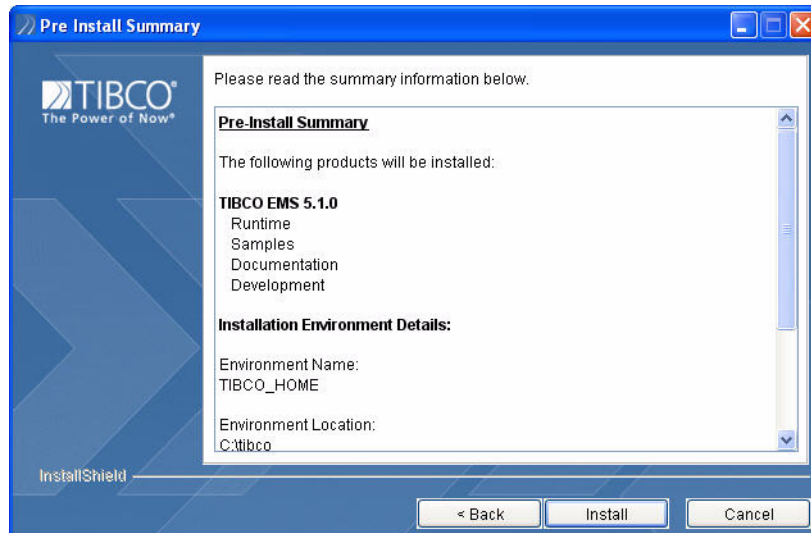 Pre Install Summary
TIBCO®
The Power of Now®
Please read the summary information below.
Pre-Install Summary
The following products will be installed:
TIBCO EMS 5.1.0
Runtime
Samples
Documentation
Development
Installation Environment Details:
Environment Name:
TIBCO_HOME
Environment Location:
C:\tibco
InstallShield
< Back
Install
Cancel